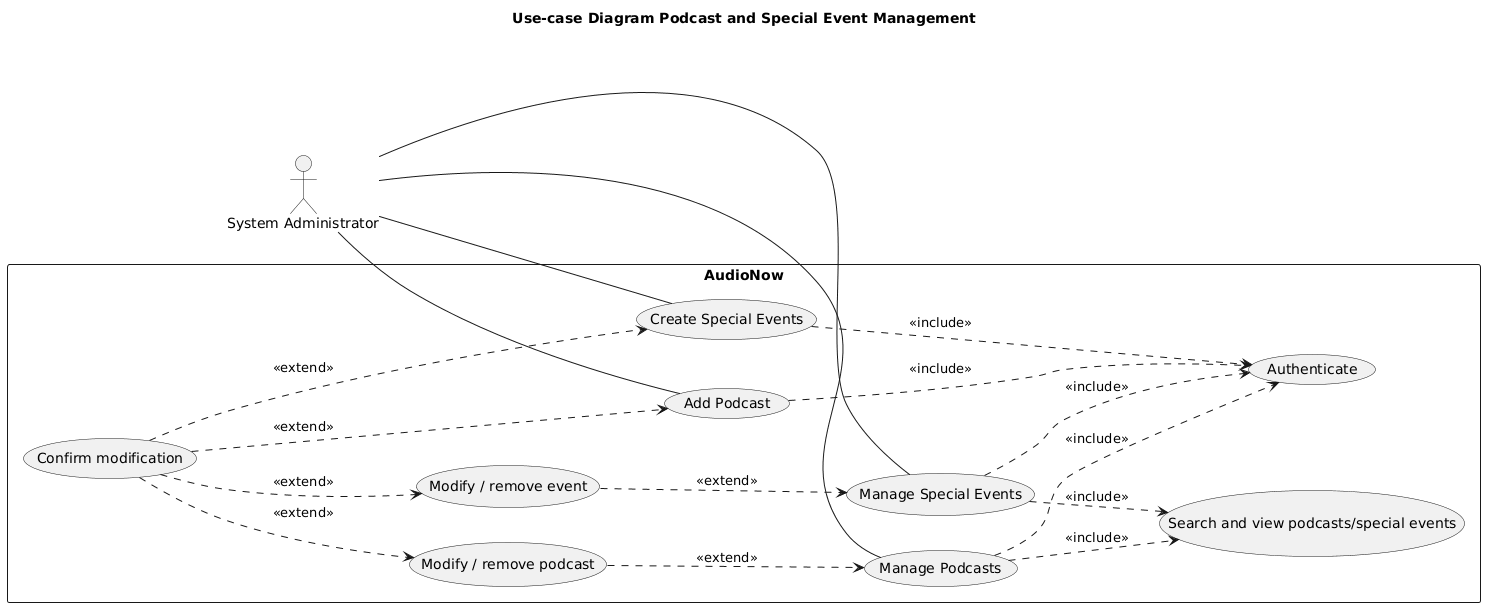 Use-case Diagram Podcast and Special Event Management
System Administrator
AudioNow
Create Special Events
«include»
«extend»
«include»
Authenticate
«include»
Add Podcast
«extend»
«include»
Confirm modification
«extend»
Modify / remove event
«extend»
Manage Special Events
«include»
«extend»
Search and view podcasts/special events
«include»
Modify / remove podcast
«extend»
Manage Podcasts